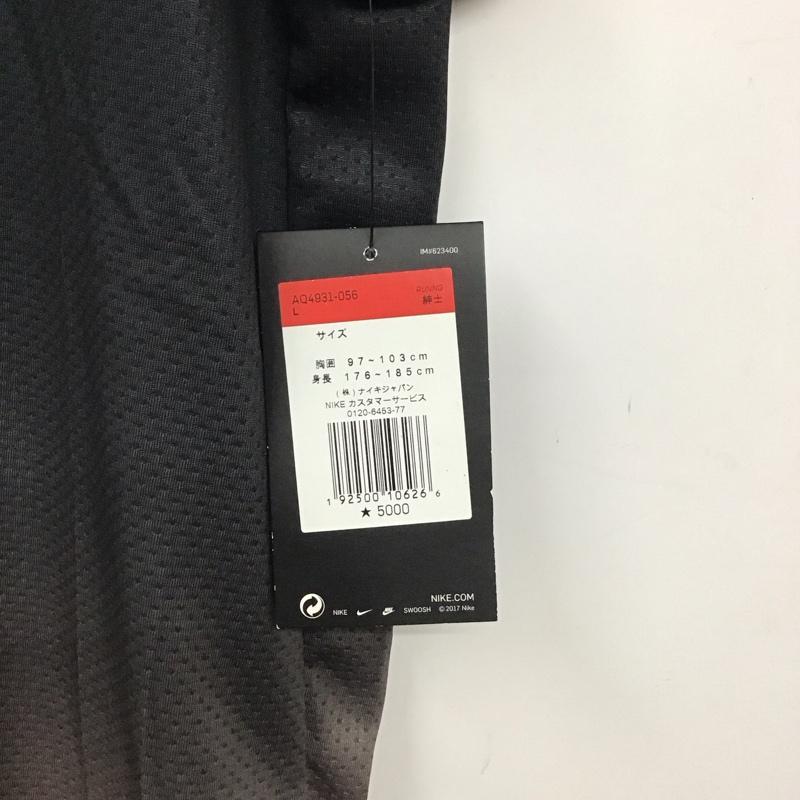 IM#623400
AQ4931-056
RUNNG
L
紳士
サイズ
胸囲 97~103cm
身長 176~185cm
(株)ナイキジャパン
NIKE カスタマーサービス
0120-6453-77
1 92500 10626 6
★ 5000
NIKE.COM
NIKE SWOOSH © 2017 Nike